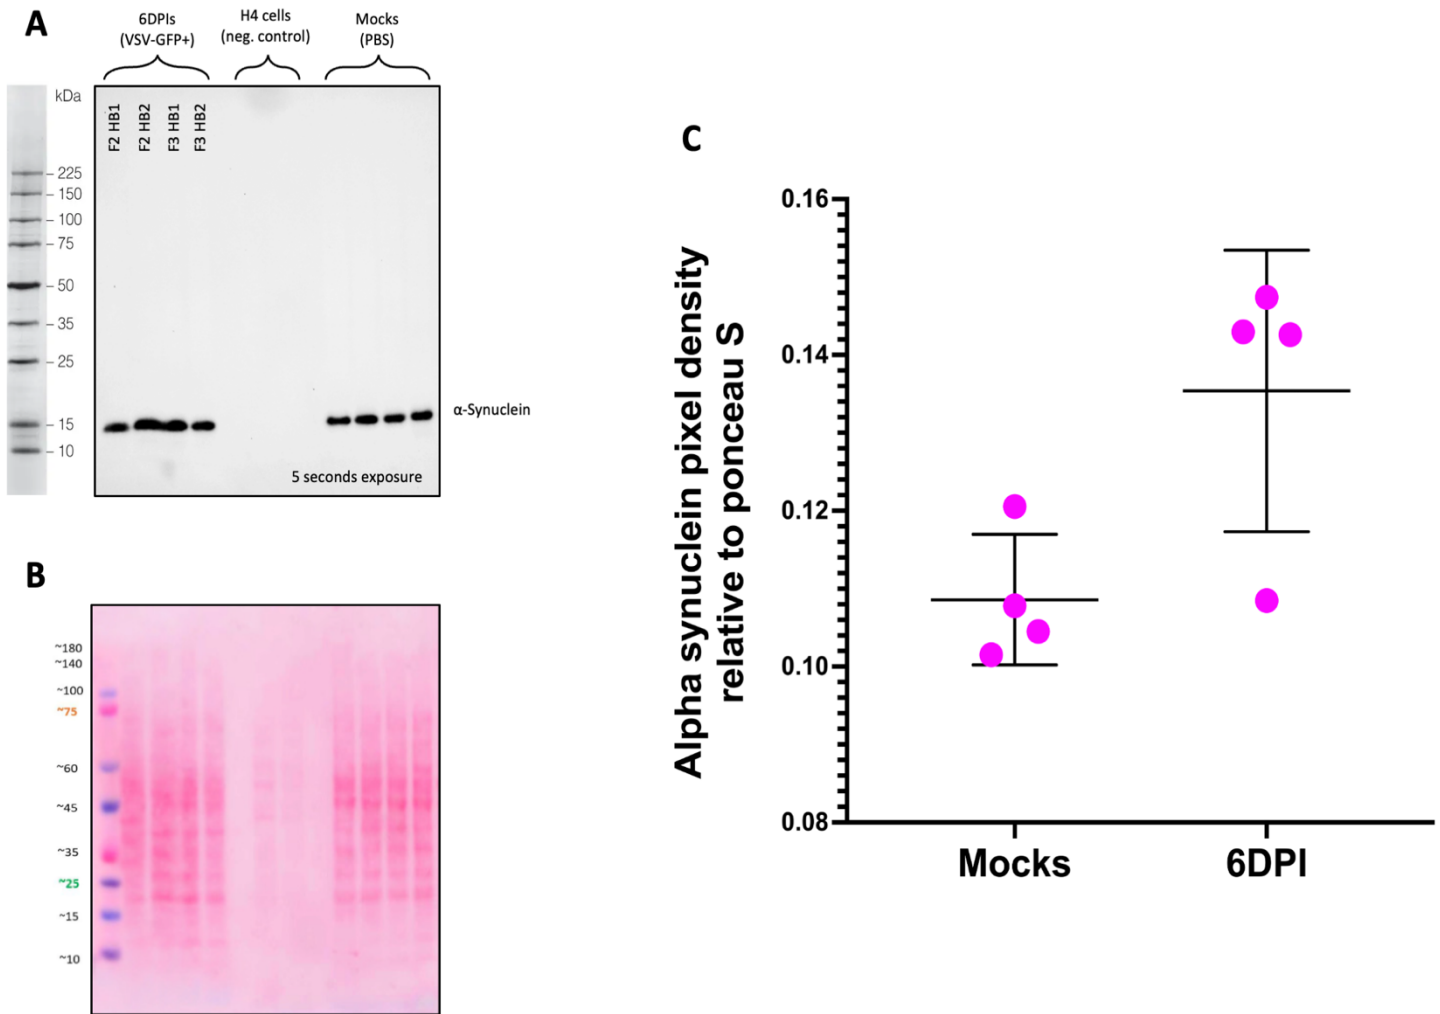 A
6DPIs
(VSV-GFP+)
H4 cells
(neg. control)
Mocks
(PBS)
kDa
F2 HB1
F2 HB2
F3 HB1
F3 HB2
225
150
100
75
50
35
25
15
10
α-Synuclein
5 seconds exposure
B
~180
~140
~100
~75
~60
~45
~35
~25
~15
~10
C
Alpha synuclein pixel density
relative to ponceau S
0.16
0.14
0.12
0.10
0.08
Mocks
6DPI